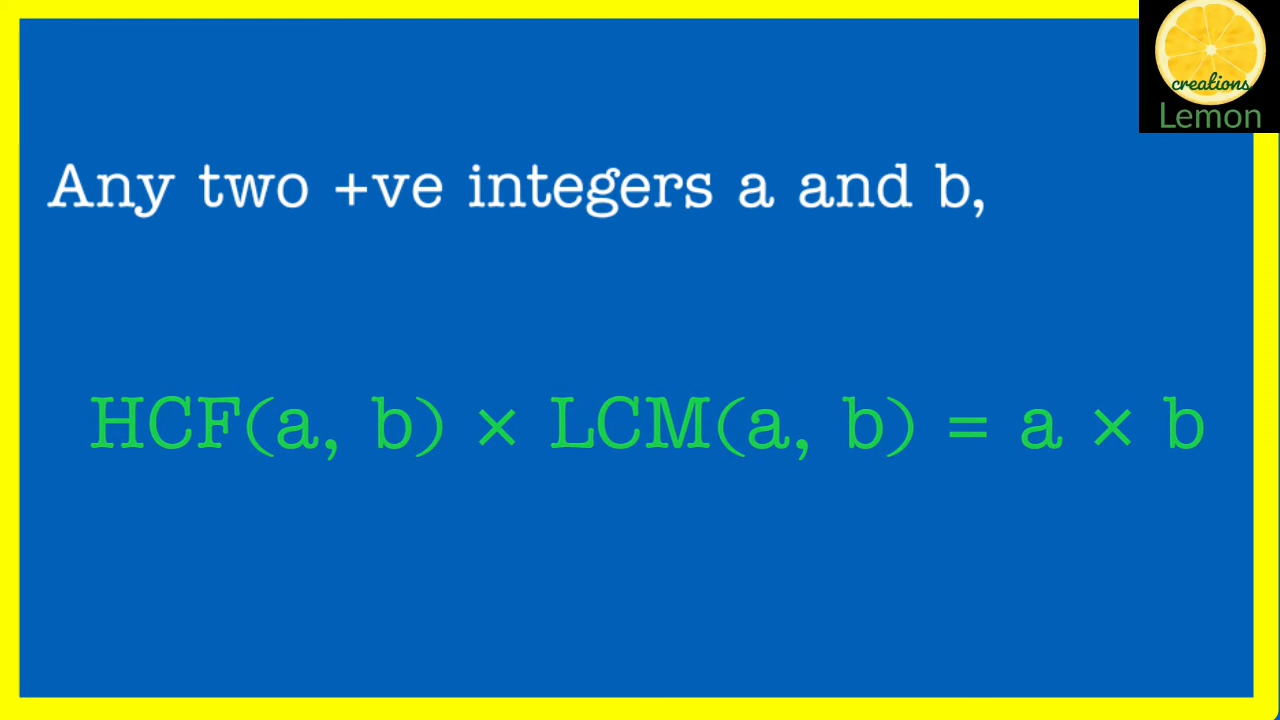 creations
Lemon
Any two +ve integers a and b,
HCF(a, b) × LCM(a, b) = a × b